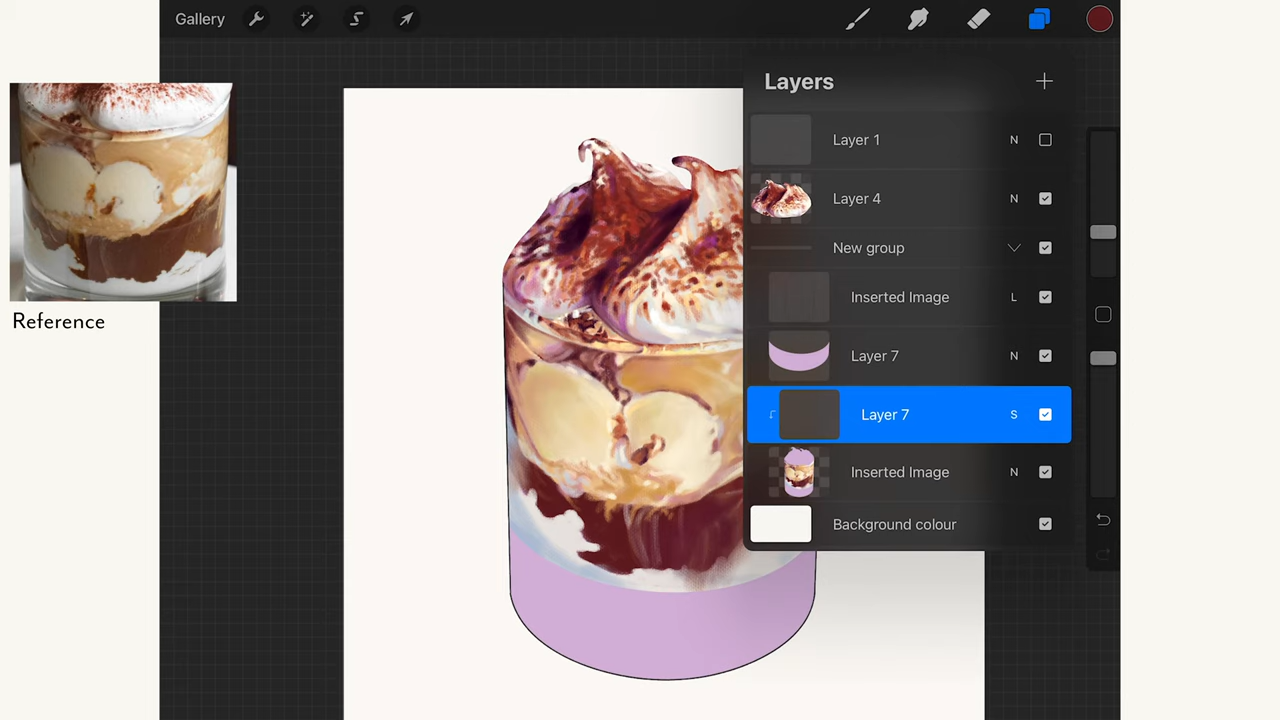 Gallery
Layers
Layer 1 N
Layer 4 N
New group
Inserted Image L
Layer 7 N
Layer 7 S
Inserted Image N
Background colour
Reference